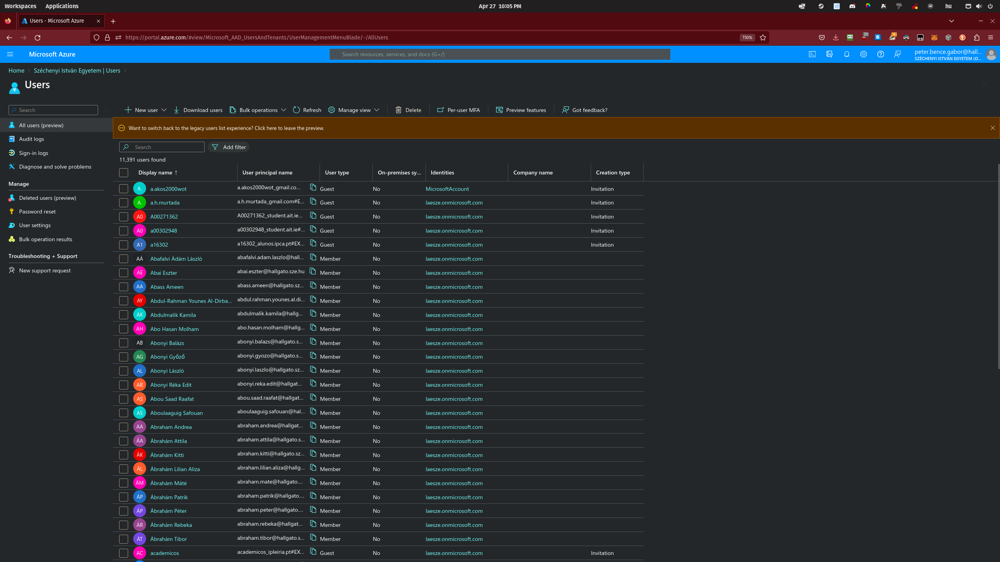 Workspaces Applications Apr 27 10:05 PM hu
Users - Microsoft Azure
https://portal.azure.com/#view/Microsoft_AAD_UsersAndTenants/UserManagementMenuBlade/~/AllUsers 110% 20 4
Microsoft Azure Search resources, services, and docs (G+/) peter.bence.gabor@hall...
SZÉCHENYI ISTVÁN EGYETEM (O...
Home Széchenyi István Egyetem | Users
Users
Search
All users (preview)
Audit logs
Sign-in logs
Diagnose and solve problems
Manage
Deleted users (preview)
Password reset
User settings
Bulk operation results
Troubleshooting + Support
New support request
New user Download users Bulk operations Refresh Manage view Delete Per-user MFA Preview features Got feedback?
Want to switch back to the legacy users list experience? Click here to leave the preview.
Search Add filter
11,391 users found
Display name ↑ User principal name User type On-premises sy... Identities Company name Creation type
A. a.akos2000wot a.akos2000wot_gmail.co... Guest No MicrosoftAccount Invitation
A. a.h.murtada a.h.murtada_gmail.com#E... Guest No laesze.onmicrosoft.com Invitation
A0 A00271362 A00271362_student.ait.ie... Guest No laesze.onmicrosoft.com Invitation
A0 a00302948 a00302948_student.ait.ie#... Guest No laesze.onmicrosoft.com Invitation
A1 a16302 a16302_alunos.ipca.pt#EX... Guest No laesze.onmicrosoft.com Invitation
AÁ Abafalvi Ádám László abafalvi.adam.laszlo@hall... Member No laesze.onmicrosoft.com
AE Abai Eszter abai.eszter@hallgato.sze.hu Member No laesze.onmicrosoft.com
AA Abass Ameen abass.ameen@hallgato.sz... Member No laesze.onmicrosoft.com
AY Abdul-Rahman Younes Al-Dirba... abdul.rahman.younes.al.di... Member No laesze.onmicrosoft.com
AK Abdulmalik Kamila abdulmalik.kamila@hallg... Member No laesze.onmicrosoft.com
AH Abo Hasan Molham abo.hasan.molham@hallg... Member No laesze.onmicrosoft.com
AB Abonyi Balázs abonyi.balazs@hallgato.s... Member No laesze.onmicrosoft.com
AG Abonyi Győző abonyi.gyozo@hallgato.s... Member No laesze.onmicrosoft.com
AL Abonyi László abonyi.laszlo@hallgato.sz... Member No laesze.onmicrosoft.com
AR Abonyi Réka Edit abonyi.reka.edit@hallgat... Member No laesze.onmicrosoft.com
AS Abou Saad Raafat abou.saad.raafat@hallgat... Member No laesze.onmicrosoft.com
AS Aboulaaguig Safouan aboulaaguig.safouan@hal... Member No laesze.onmicrosoft.com
AA Abraham Andrea abraham.andrea@hallgat... Member No laesze.onmicrosoft.com
ÁA Ábrahám Attila abraham.attila@hallgato.s... Member No laesze.onmicrosoft.com
ÁK Ábrahám Kitti abraham.kitti@hallgato.sz... Member No laesze.onmicrosoft.com
ÁL Ábrahám Lilian Aliza abraham.lilian.aliza@hallg... Member No laesze.onmicrosoft.com
ÁM Ábrahám Máté abraham.mate@hallgato.... Member No laesze.onmicrosoft.com
ÁP Ábrahám Patrik abraham.patrik@hallgato.... Member No laesze.onmicrosoft.com
ÁP Ábrahám Péter abraham.peter@hallgato.... Member No laesze.onmicrosoft.com
ÁR Ábrahám Rebeka abraham.rebeka@hallgat... Member No laesze.onmicrosoft.com
ÁT Ábrahám Tibor abraham.tibor@hallgato.s... Member No laesze.onmicrosoft.com
AC academicos academicos_ipleiria.pt#EX... Guest No laesze.onmicrosoft.com Invitation